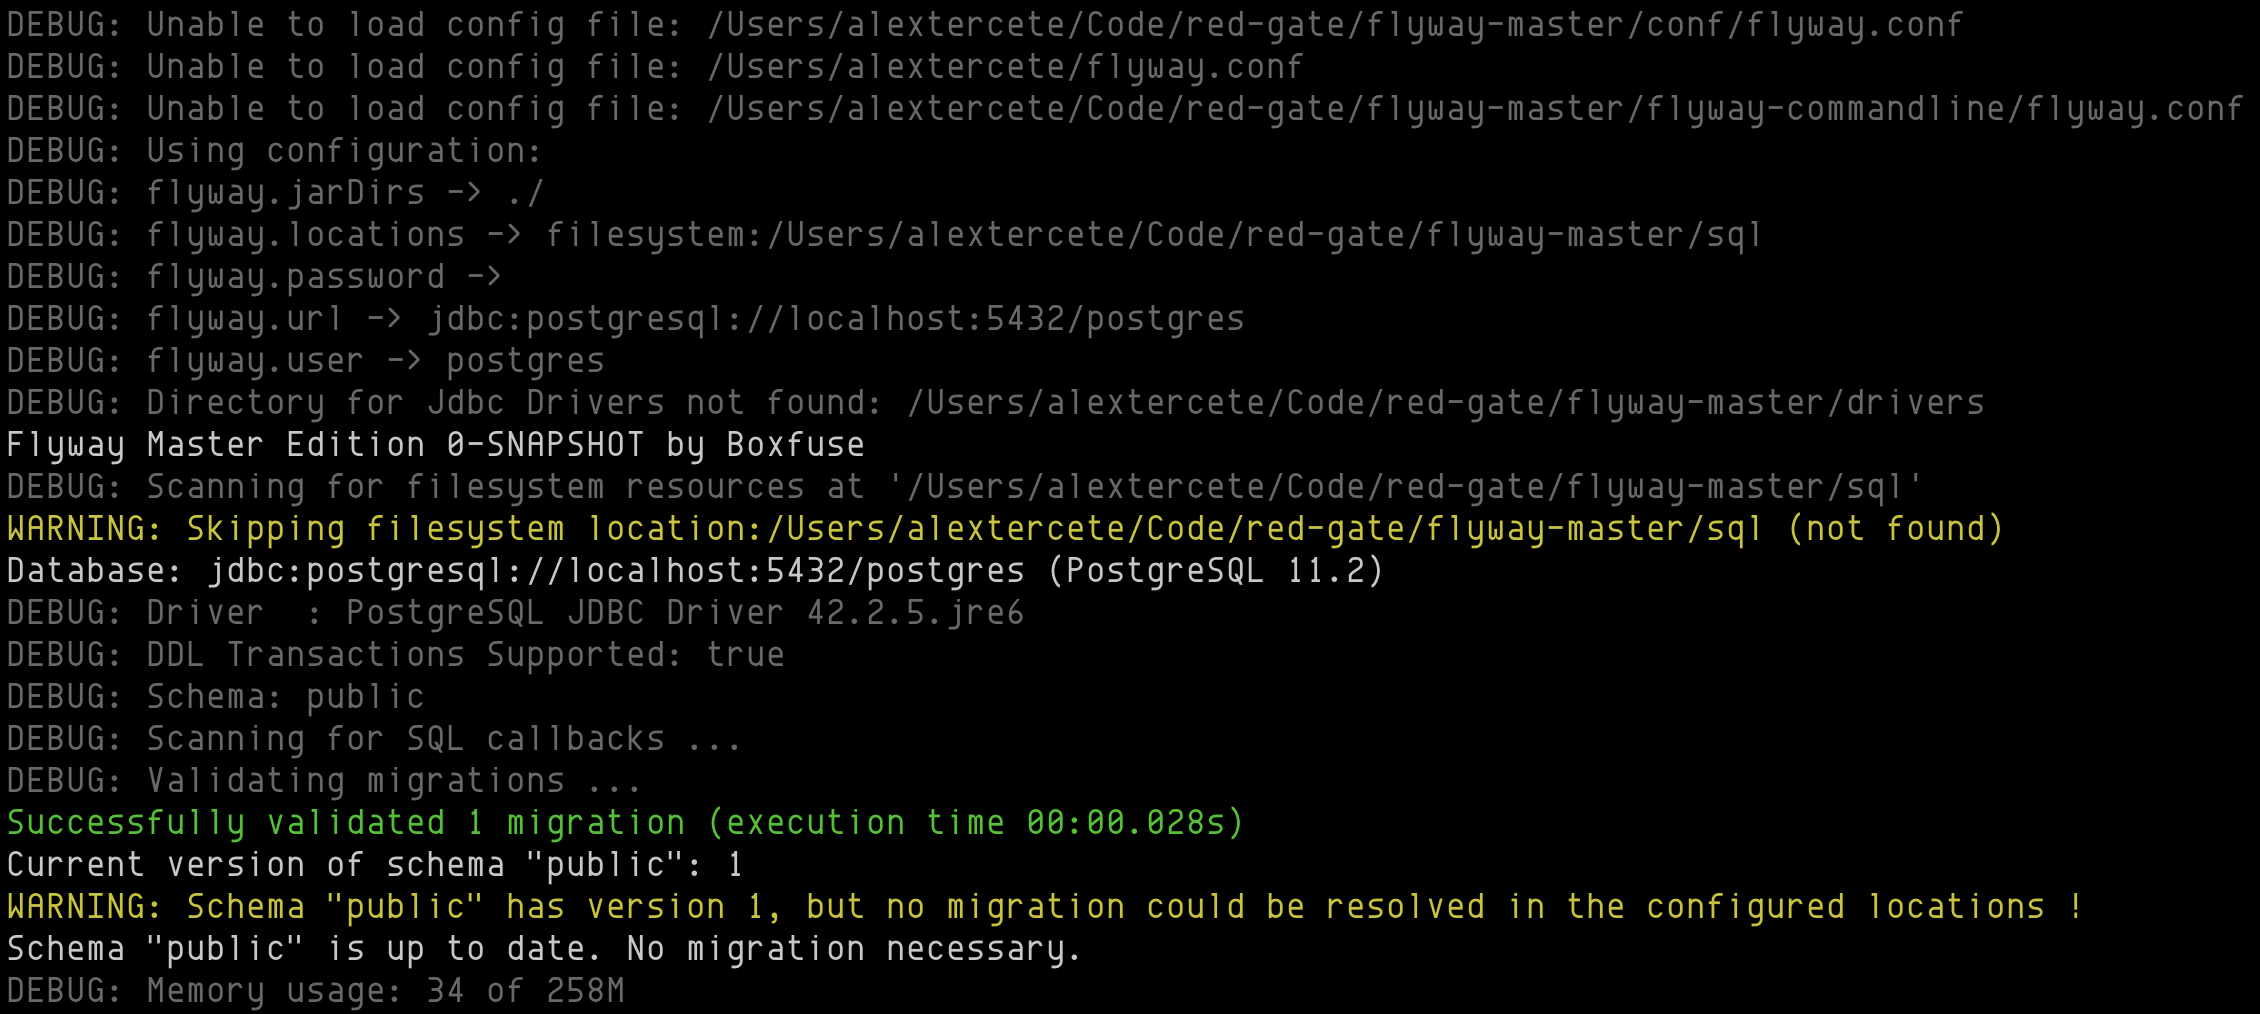 DEBUG: Unable to load config file: /Users/alextercete/Code/red-gate/flyway-master/conf/flyway.conf
DEBUG: Unable to load config file: /Users/alextercete/flyway.conf
DEBUG: Unable to load config file: /Users/alextercete/Code/red-gate/flyway-master/flyway-commandline/flyway.conf
DEBUG: Using configuration:
DEBUG: flyway.jarDirs -> ./
DEBUG: flyway.locations -> filesystem:/Users/alextercete/Code/red-gate/flyway-master/sql
DEBUG: flyway.password ->
DEBUG: flyway.url -> jdbc:postgresql://localhost:5432/postgres
DEBUG: flyway.user -> postgres
DEBUG: Directory for Jdbc Drivers not found: /Users/alextercete/Code/red-gate/flyway-master/drivers
Flyway Master Edition 0-SNAPSHOT by Boxfuse
DEBUG: Scanning for filesystem resources at '/Users/alextercete/Code/red-gate/flyway-master/sql'
WARNING: Skipping filesystem location:/Users/alextercete/Code/red-gate/flyway-master/sql (not found)
Database: jdbc:postgresql://localhost:5432/postgres (PostgreSQL 11.2)
DEBUG: Driver  : PostgreSQL JDBC Driver 42.2.5.jre6
DEBUG: DDL Transactions Supported: true
DEBUG: Schema: public
DEBUG: Scanning for SQL callbacks ...
DEBUG: Validating migrations ...
Successfully validated 1 migration (execution time 00:00.028s)
Current version of schema "public": 1
WARNING: Schema "public" has version 1, but no migration could be resolved in the configured locations !
Schema "public" is up to date. No migration necessary.
DEBUG: Memory usage: 34 of 258M